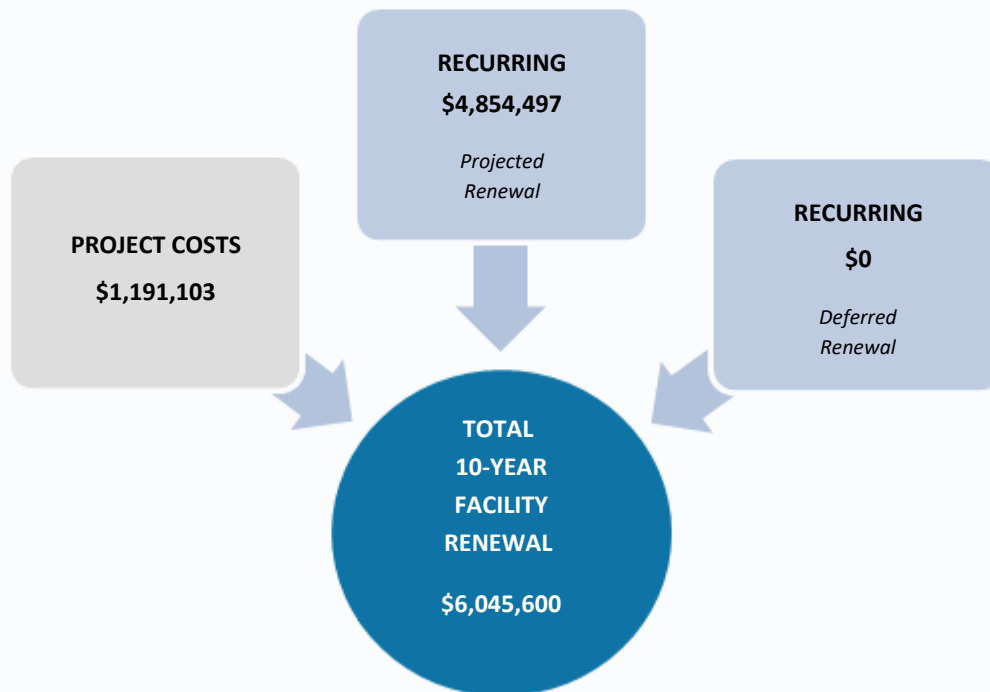 RECURRING
$4,854,497
Projected
Renewal
PROJECT COSTS
$1,191,103
RECURRING
$0
Deferred
Renewal
TOTAL
10-YEAR
FACILITY
RENEWAL
$6,045,600